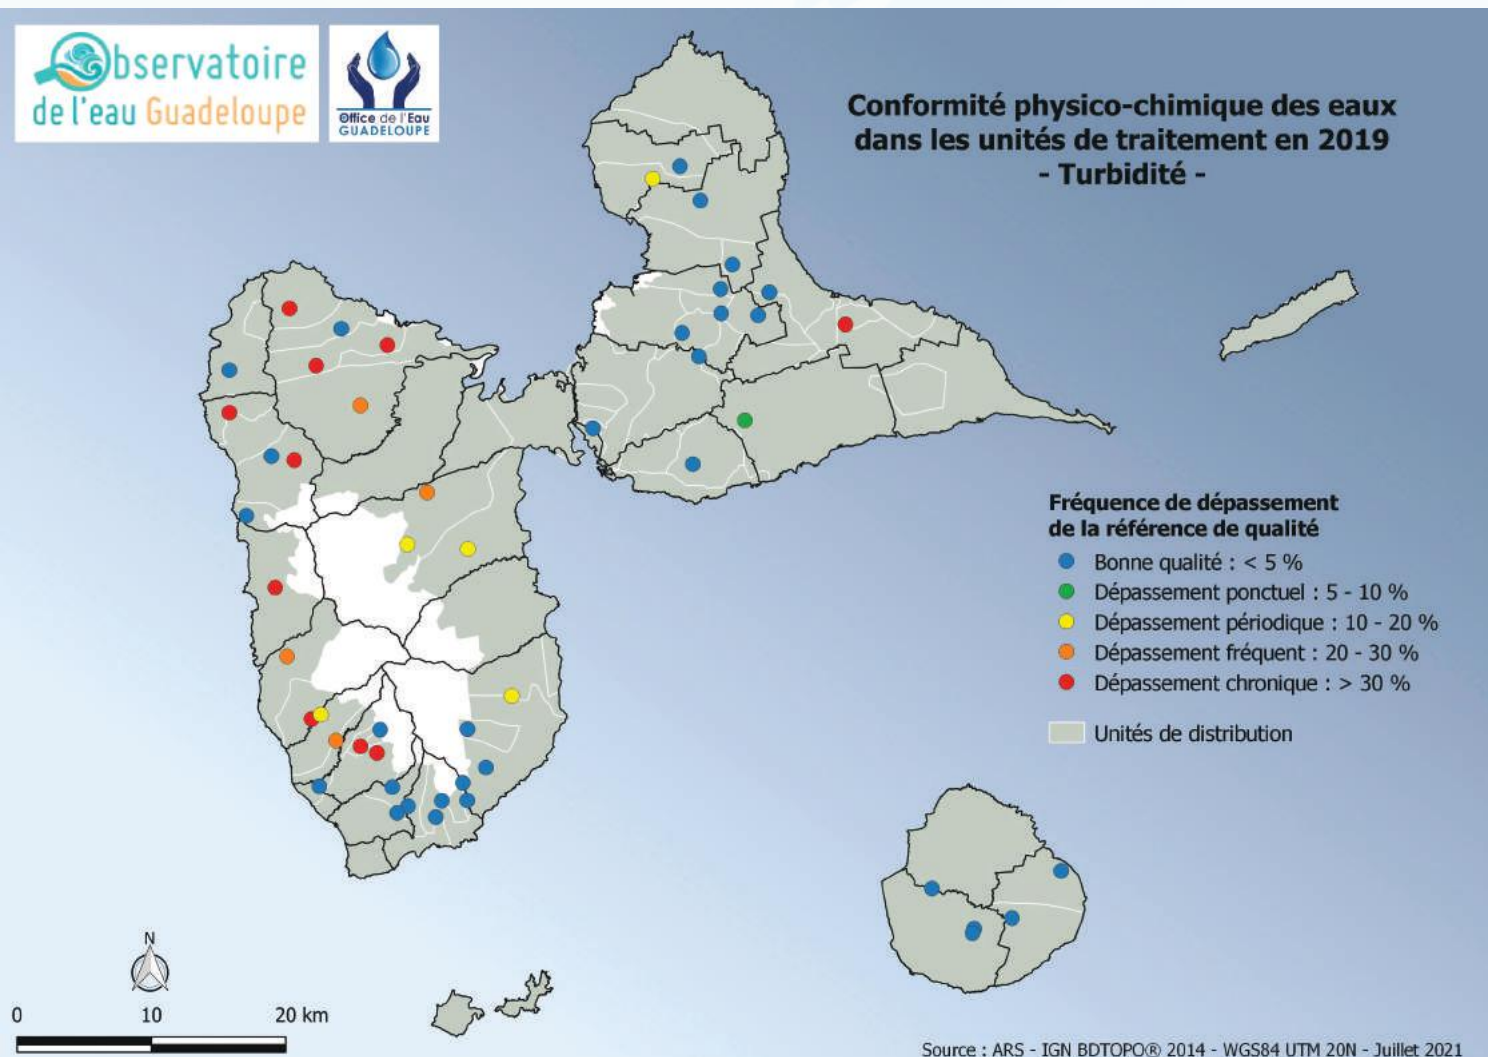 Observatoire
de l'eau Guadeloupe
Office de l'Eau
GUADELOUPE
Conformité physico-chimique des eaux
dans les unités de traitement en 2019
- Turbidité -
Fréquence de dépassement
de la référence de qualité
Bonne qualité : < 5 %
Dépassement ponctuel : 5 - 10 %
Dépassement périodique : 10 - 20 %
Dépassement fréquent : 20 - 30 %
Dépassement chronique : > 30 %
Unités de distribution
N
0 10 20 km
Source : ARS - IGN BDTOPO® 2014 - WGS84 UTM 20N - Juillet 2021